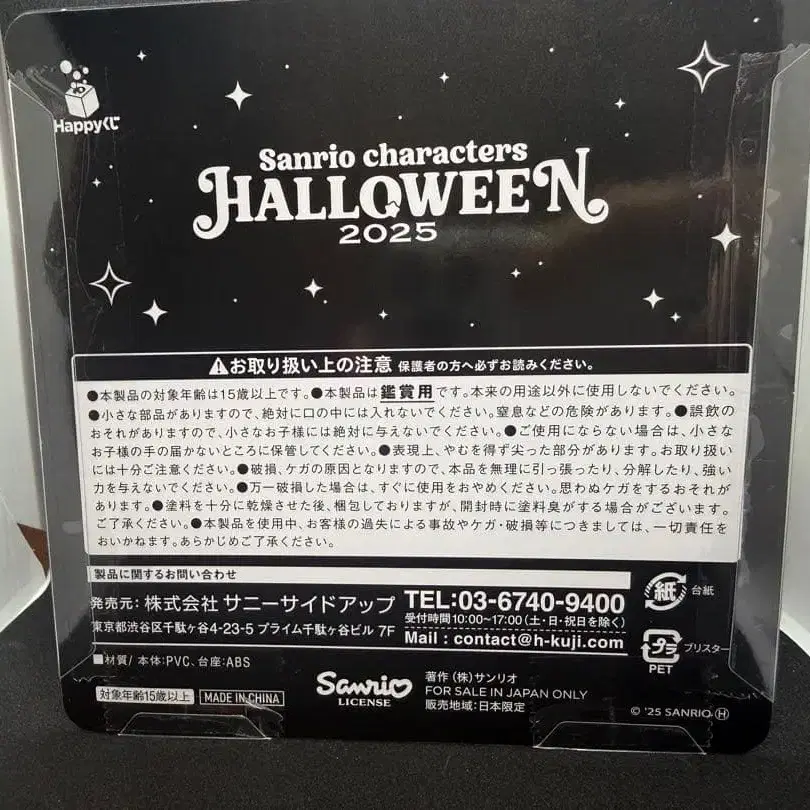 Happyくじ
Sanrio characters
HALLOWEEN
2025
⚠お取り扱い上の注意 保護者の方へ必ずお読みください。
●本製品の対象年齢は15歳以上です。●本製品は鑑賞用です。本来の用途以外に使用しないでください。
●小さな部品がありますので、絶対に口の中には入れないでください。窒息などの危険があります。●誤飲の
おそれがありますので、小さなお子様には絶対に与えないでください。●ご使用にならない場合は、小さな
お子様の手の届かないところに保管してください。●表現上、やむを得ず尖った部分があります。お取り扱い
には十分ご注意ください。●破損、ケガの原因となりますので、本品を無理に引っ張ったり、分解したり、強い
力を与えないでください。●万一破損した場合は、すぐに使用をおやめください。思わぬケガをするおそれが
あります。●塗料を十分に乾燥させた後、梱包しておりますが、開封時に塗料臭がする場合がございます。
ご了承ください。●本製品を使用中、お客様の過失による事故やケガ・破損等につきましては、一切責任を
おいかねます。あらかじめご了承ください。
製品に関するお問い合わせ
発売元:株式会社 サニーサイドアップ
東京都渋谷区千駄ヶ谷4-23-5 プライム千駄ヶ谷ビル 7F
TEL:03-6740-9400
受付時間10:00~17:00(土・日・祝日を除く)
Mail : contact@h-kuji.com
紙
台紙
プラ
ブリスター
PET
■材質/ 本体:PVC、台座:ABS
対象年齢15歳以上
MADE IN CHINA
Sanrio
LICENSE
著作 (株)サンリオ
FOR SALE IN JAPAN ONLY
販売地域:日本限定
© '25 SANRIO Ⓗ